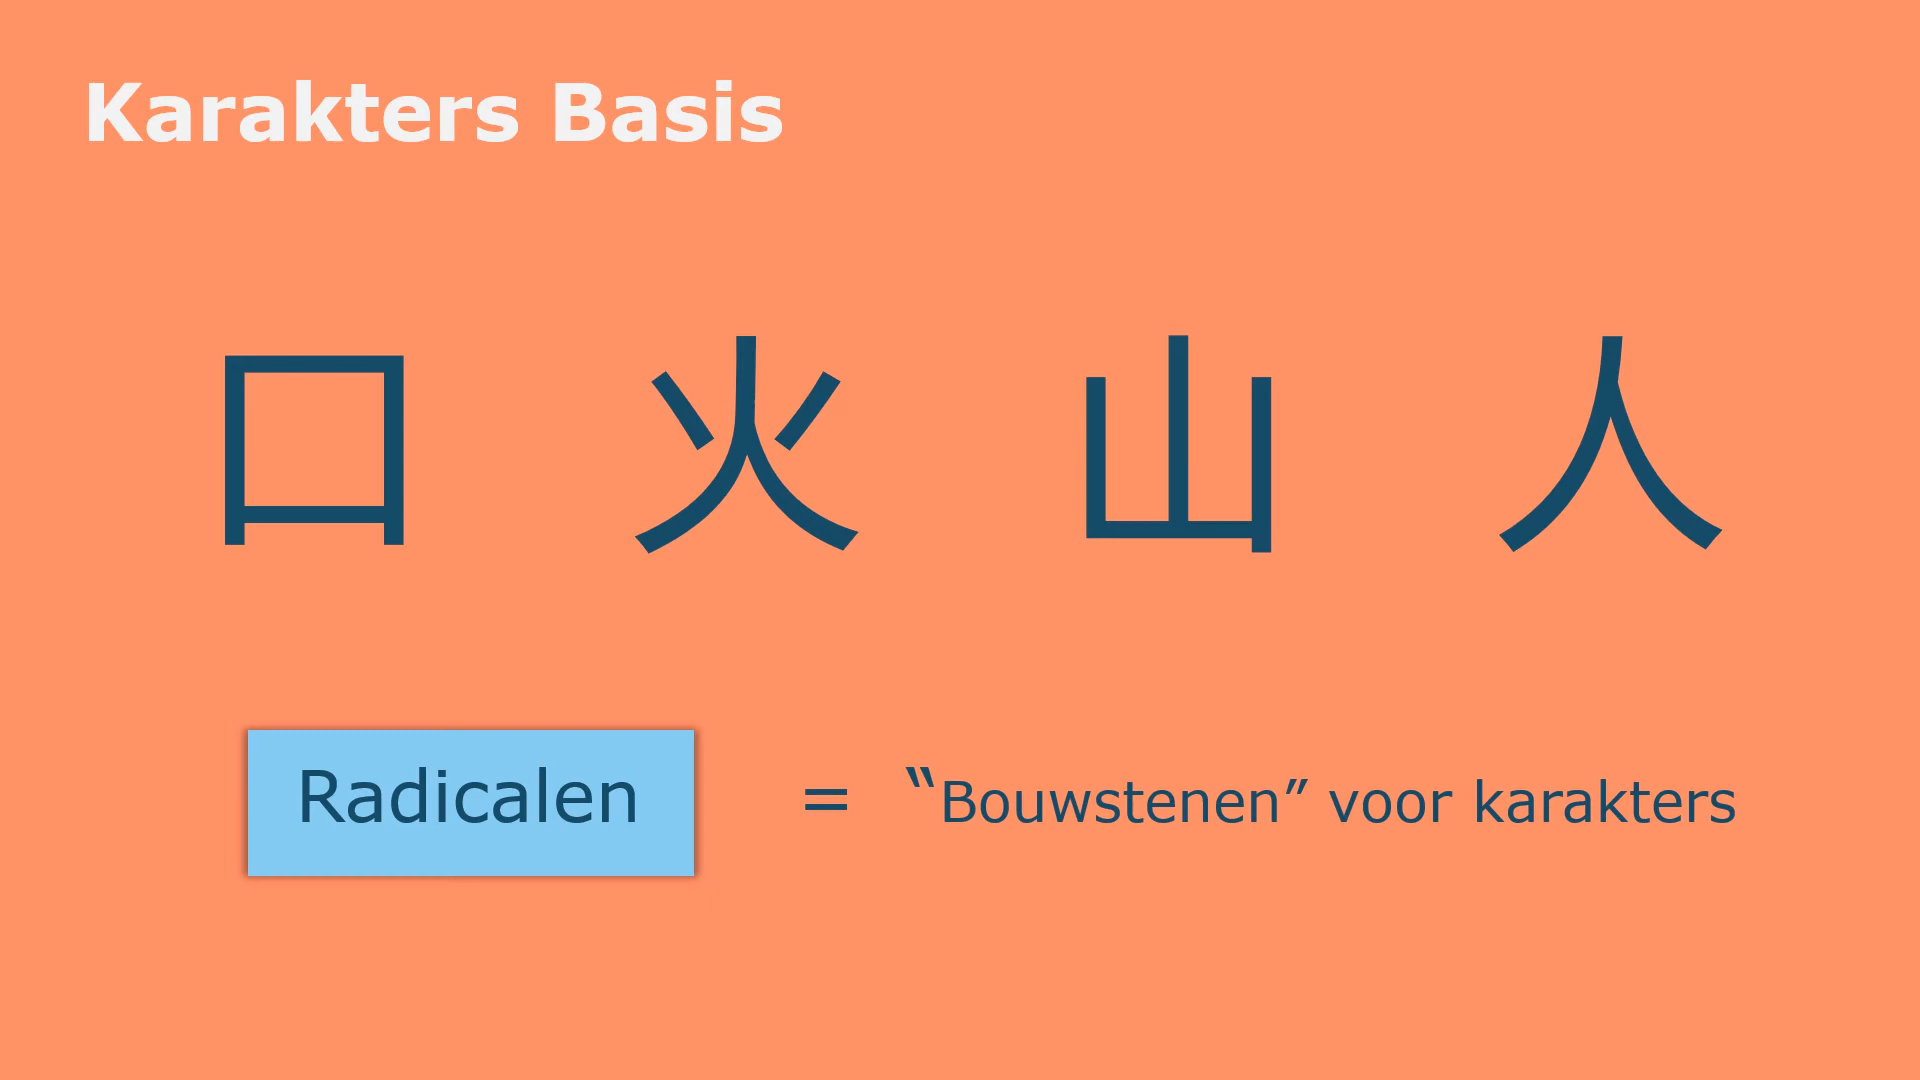 Karakters Basis
口 火 山 人
Radicalen = “Bouwstenen” voor karakters